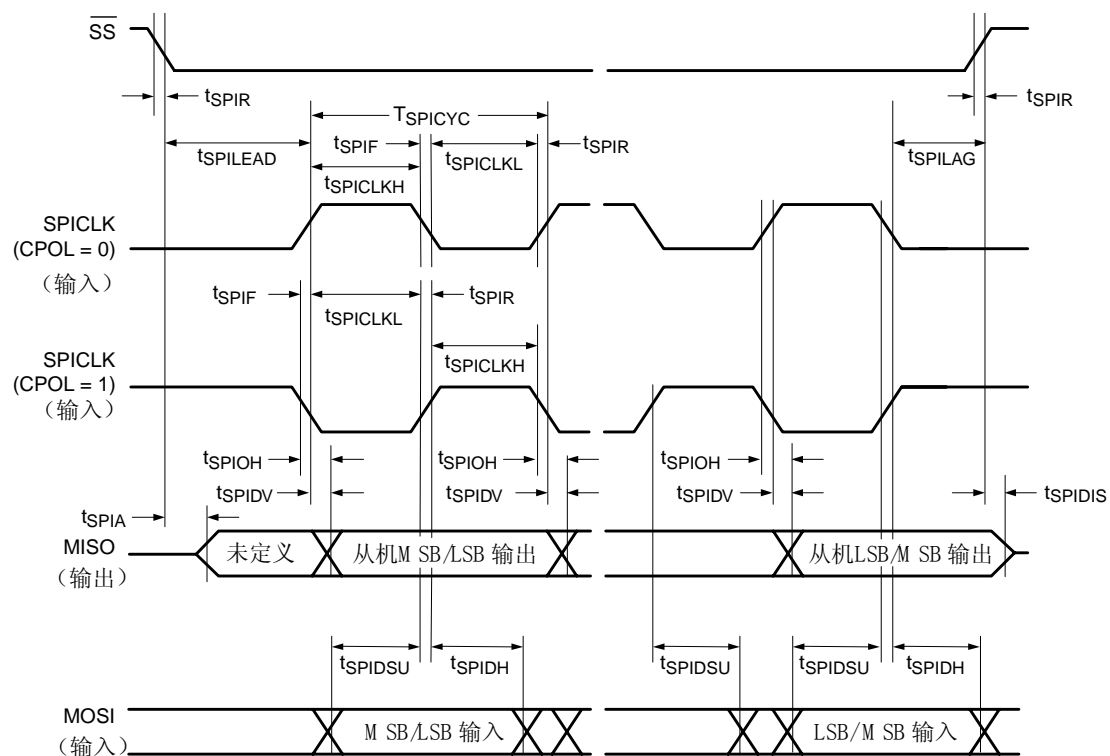 SS
tSPIR
tSPIR
TSPICYC
tSPIF
tSPIR
tSPILEAD
tSPICLKL
tSPILAG
tSPICLKH
SPICLK
(CPOL = 0)
（输入）
tSPIF
tSPICLKL
tSPIR
SPICLK
(CPOL = 1)
（输入）
tSPICLKH
tSPIOH
tSPIOH
tSPIOH
tSPIDV
tSPIDV
tSPIDV
tSPIDIS
tSPIA
MISO
（输出）
未定义
从机M SB/LSB 输出
从机LSB/M SB 输出
tSPIDSU
tSPIDH
tSPIDSU
tSPIDSU
tSPIDH
MOSI
（输入）
M SB/LSB 输入
LSB/M SB 输入